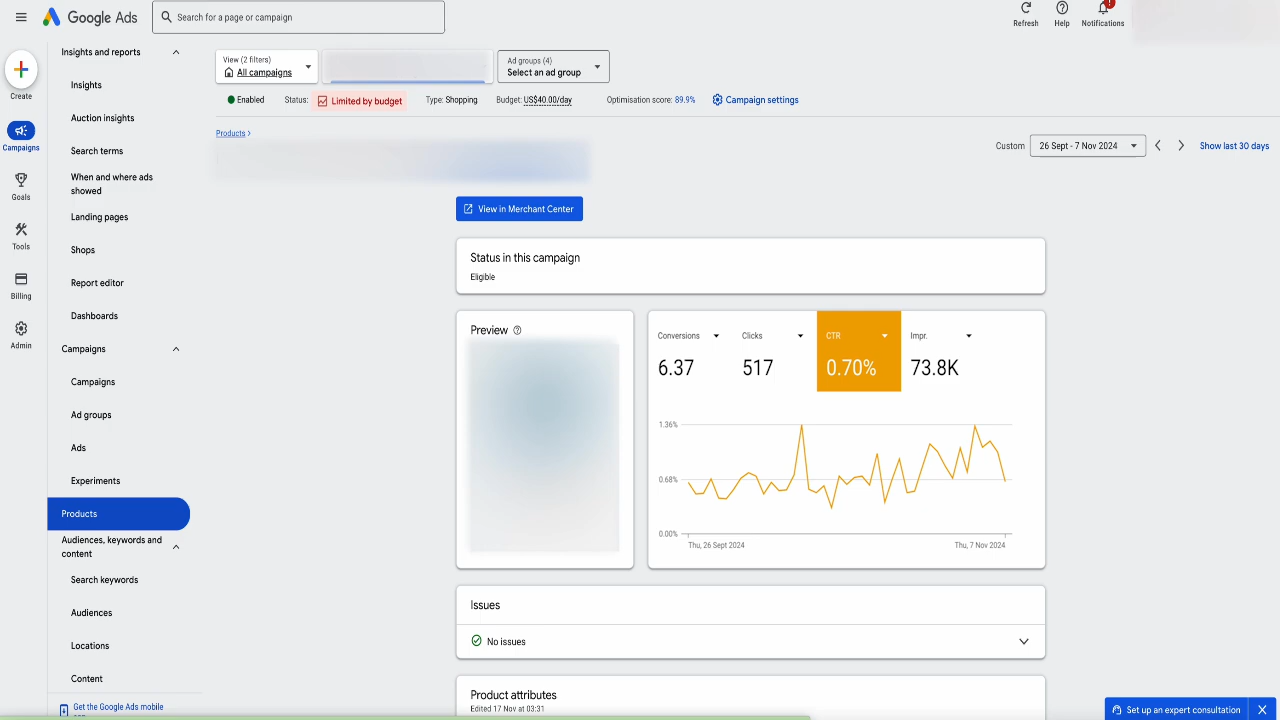 Google Ads
Search for a page or campaign
Refresh
Help
Notifications
Create
Campaigns
Goals
Tools
Billing
Admin
Insights and reports
Insights
Auction insights
Search terms
When and where ads
showed
Landing pages
Shops
Report editor
Dashboards
Campaigns
Campaigns
Ad groups
Ads
Experiments
Products
Audiences, keywords and
content
Search keywords
Audiences
Locations
Content
Get the Google Ads mobile
View (2 filters)
All campaigns
Ad groups (4)
Select an ad group
Enabled Status: Limited by budget Type: Shopping Budget: US$40.00/day Optimisation score: 89.9% Campaign settings
Products
Custom 26 Sept - 7 Nov 2024 Show last 30 days
View in Merchant Center
Status in this campaign
Eligible
Preview
Conversions Clicks CTR Impr.
6.37 517 0.70% 73.8K
1.36%
0.68%
0.00%
Thu, 26 Sept 2024 Thu, 7 Nov 2024
Issues
No issues
Product attributes
Edited 17 Nov at 03:31
Set up an expert consultation